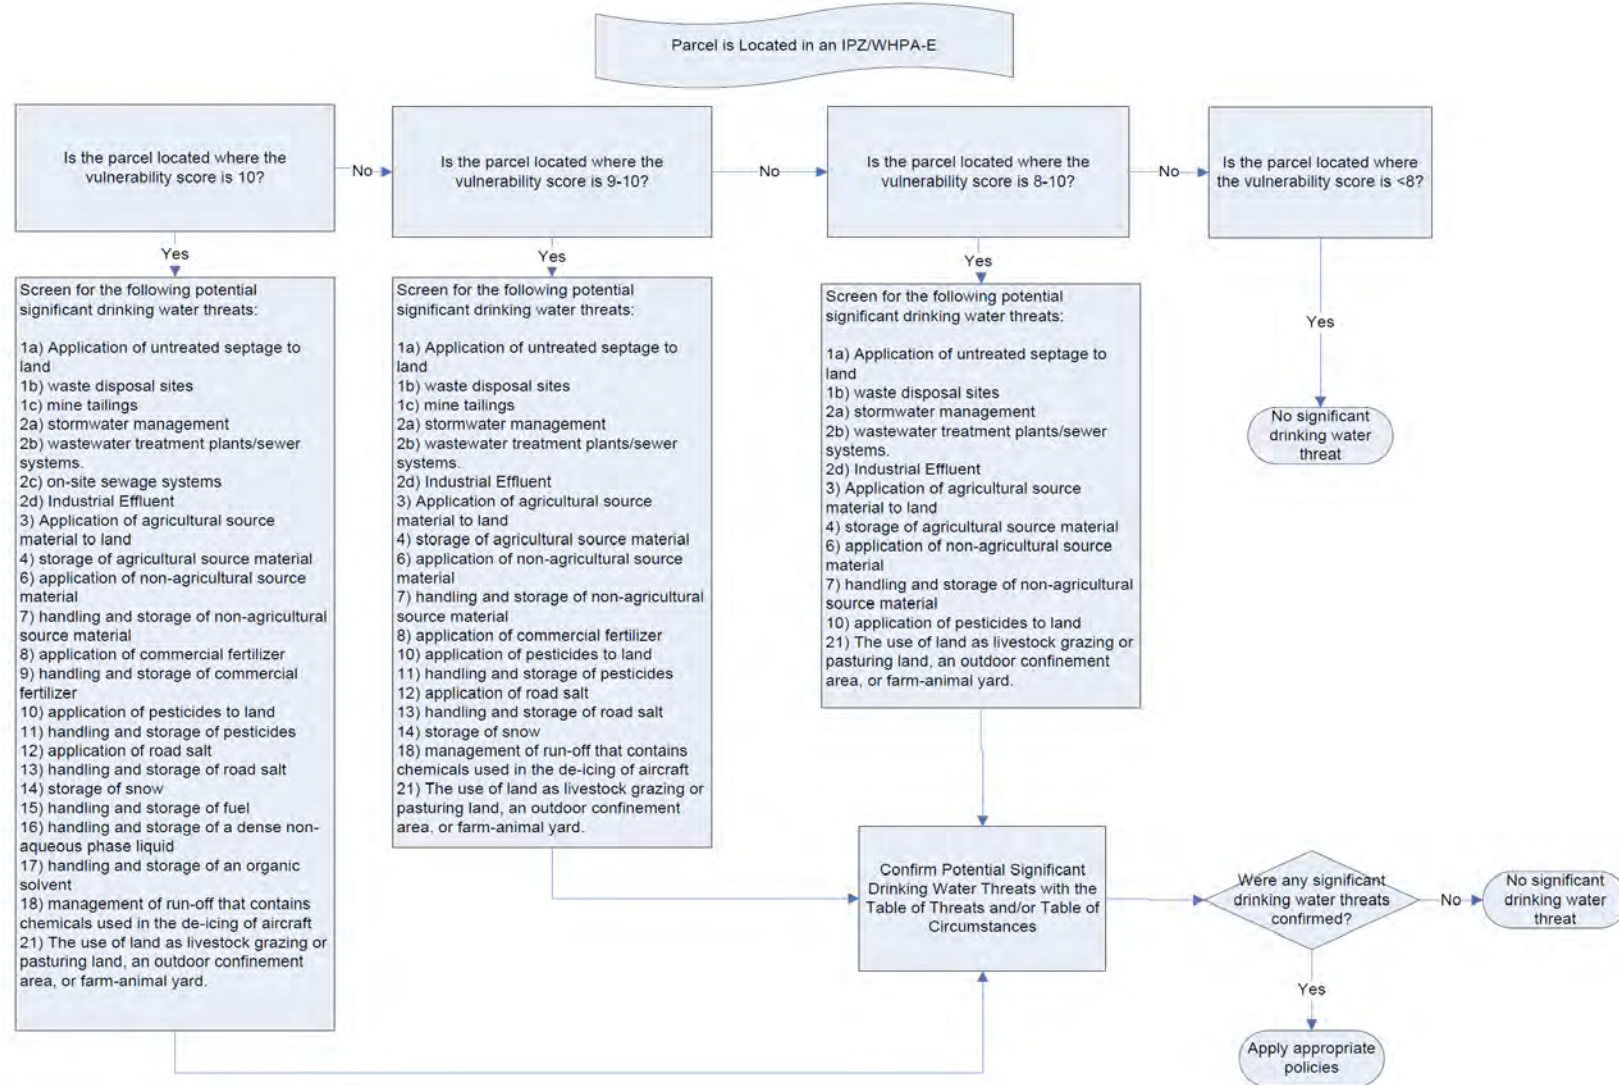 Parcel is Located in an IPZ/WHPA-E
Is the parcel located where the
vulnerability score is 10?
No
Is the parcel located where the
vulnerability score is 9-10?
No
Is the parcel located where the
vulnerability score is 8-10?
No
Is the parcel located where
the vulnerability score is <8?
Yes
Screen for the following potential
significant drinking water threats:
1a) Application of untreated septage to
land
1b) waste disposal sites
1c) mine tailings
2a) stormwater management
2b) wastewater treatment plants/sewer
systems.
2c) on-site sewage systems
2d) Industrial Effluent
3) Application of agricultural source
material to land
4) storage of agricultural source material
6) application of non-agricultural source
material
7) handling and storage of non-agricultural
source material
8) application of commercial fertilizer
9) handling and storage of commercial
fertilizer
10) application of pesticides to land
11) handling and storage of pesticides
12) application of road salt
13) handling and storage of road salt
14) storage of snow
15) handling and storage of fuel
16) handling and storage of a dense non-
aqueous phase liquid
17) handling and storage of an organic
solvent
18) management of run-off that contains
chemicals used in the de-icing of aircraft
21) The use of land as livestock grazing or
pasturing land, an outdoor confinement
area, or farm-animal yard.
Yes
Screen for the following potential
significant drinking water threats:
1a) Application of untreated septage to
land
1b) waste disposal sites
1c) mine tailings
2a) stormwater management
2b) wastewater treatment plants/sewer
systems.
2d) Industrial Effluent
3) Application of agricultural source
material to land
4) storage of agricultural source material
6) application of non-agricultural source
material
7) handling and storage of non-agricultural
source material
8) application of commercial fertilizer
10) application of pesticides to land
11) handling and storage of pesticides
12) application of road salt
13) handling and storage of road salt
14) storage of snow
18) management of run-off that contains
chemicals used in the de-icing of aircraft
21) The use of land as livestock grazing or
pasturing land, an outdoor confinement
area, or farm-animal yard.
Yes
Screen for the following potential
significant drinking water threats:
1a) Application of untreated septage to
land
1b) waste disposal sites
2a) stormwater management
2b) wastewater treatment plants/sewer
systems.
2d) Industrial Effluent
3) Application of agricultural source
material to land
4) storage of agricultural source material
6) application of non-agricultural source
material
7) handling and storage of non-agricultural
source material
10) application of pesticides to land
21) The use of land as livestock grazing or
pasturing land, an outdoor confinement
area, or farm-animal yard.
Yes
No significant
drinking water
threat
Confirm Potential Significant
Drinking Water Threats with the
Table of Threats and/or Table of
Circumstances
Were any significant
drinking water threats
confirmed?
No
No significant
drinking water
threat
Yes
Apply appropriate
policies